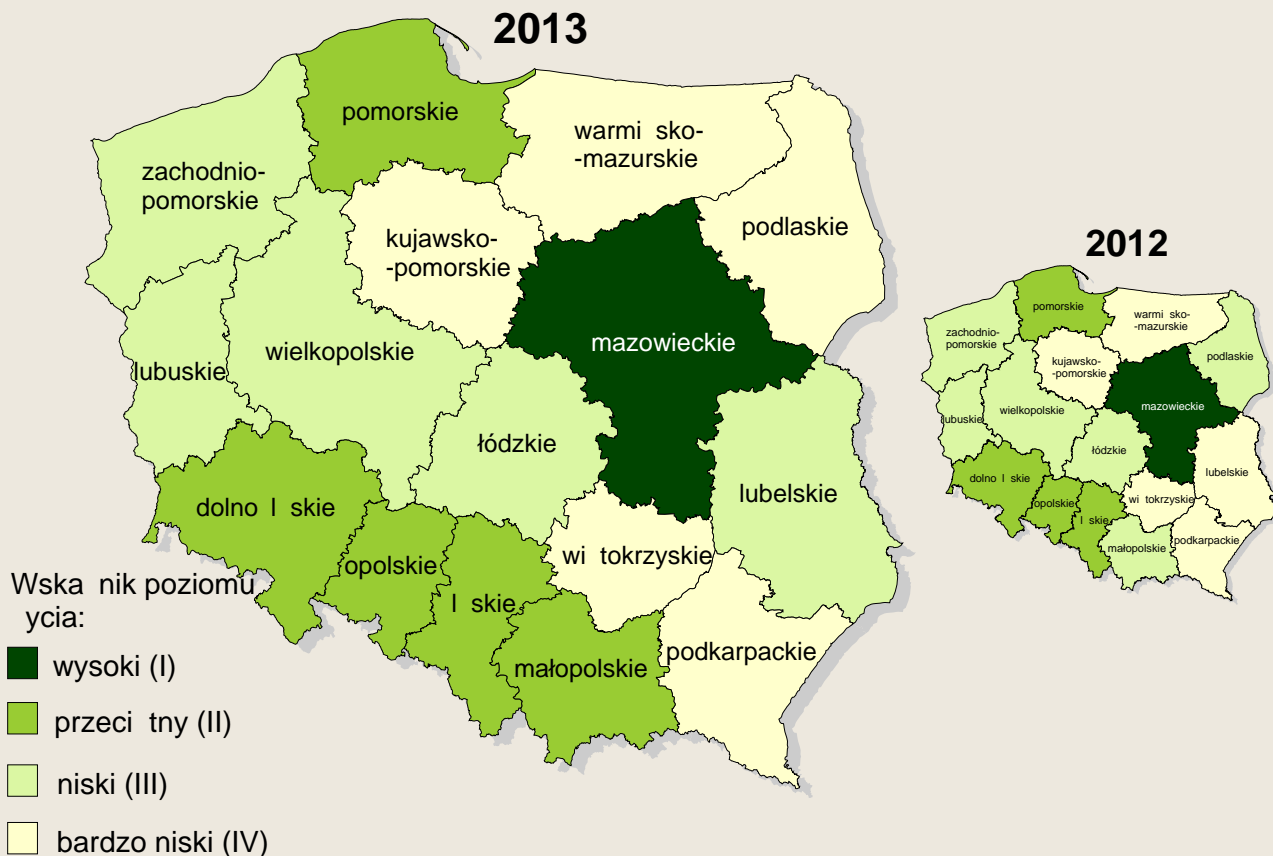 2013
pomorskie
warmi sko-
-mazurskie
zachodnio-
pomorskie
podlaskie
kujawsko-
-pomorskie
mazowieckie
wielkopolskie
lubuskie
łódzkie
lubelskie
dolno l skie
wi tokrzyskie
opolskie
l skie
małopolskie
podkarpackie
2012
pomorskie
warmi sko-
-mazurskie
zachodnio-
pomorskie
podlaskie
kujawsko-
-pomorskie
mazowieckie
wielkopolskie
lubuskie
łódzkie
lubelskie
dolno l skie
wi tokrzyskie
opolskie
l skie
małopolskie
podkarpackie
Wska nik poziomu
ycia:
wysoki (I)
przeci tny (II)
niski (III)
bardzo niski (IV)